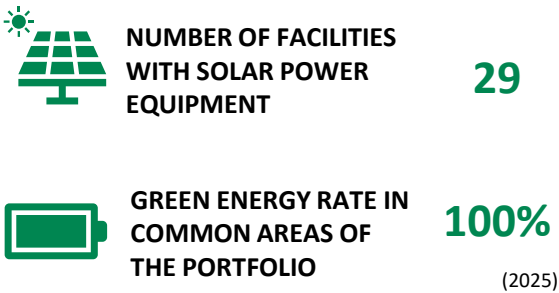 NUMBER OF FACILITIES
WITH SOLAR POWER
EQUIPMENT
29
GREEN ENERGY RATE IN
COMMON AREAS OF
THE PORTFOLIO
100%
(2025)